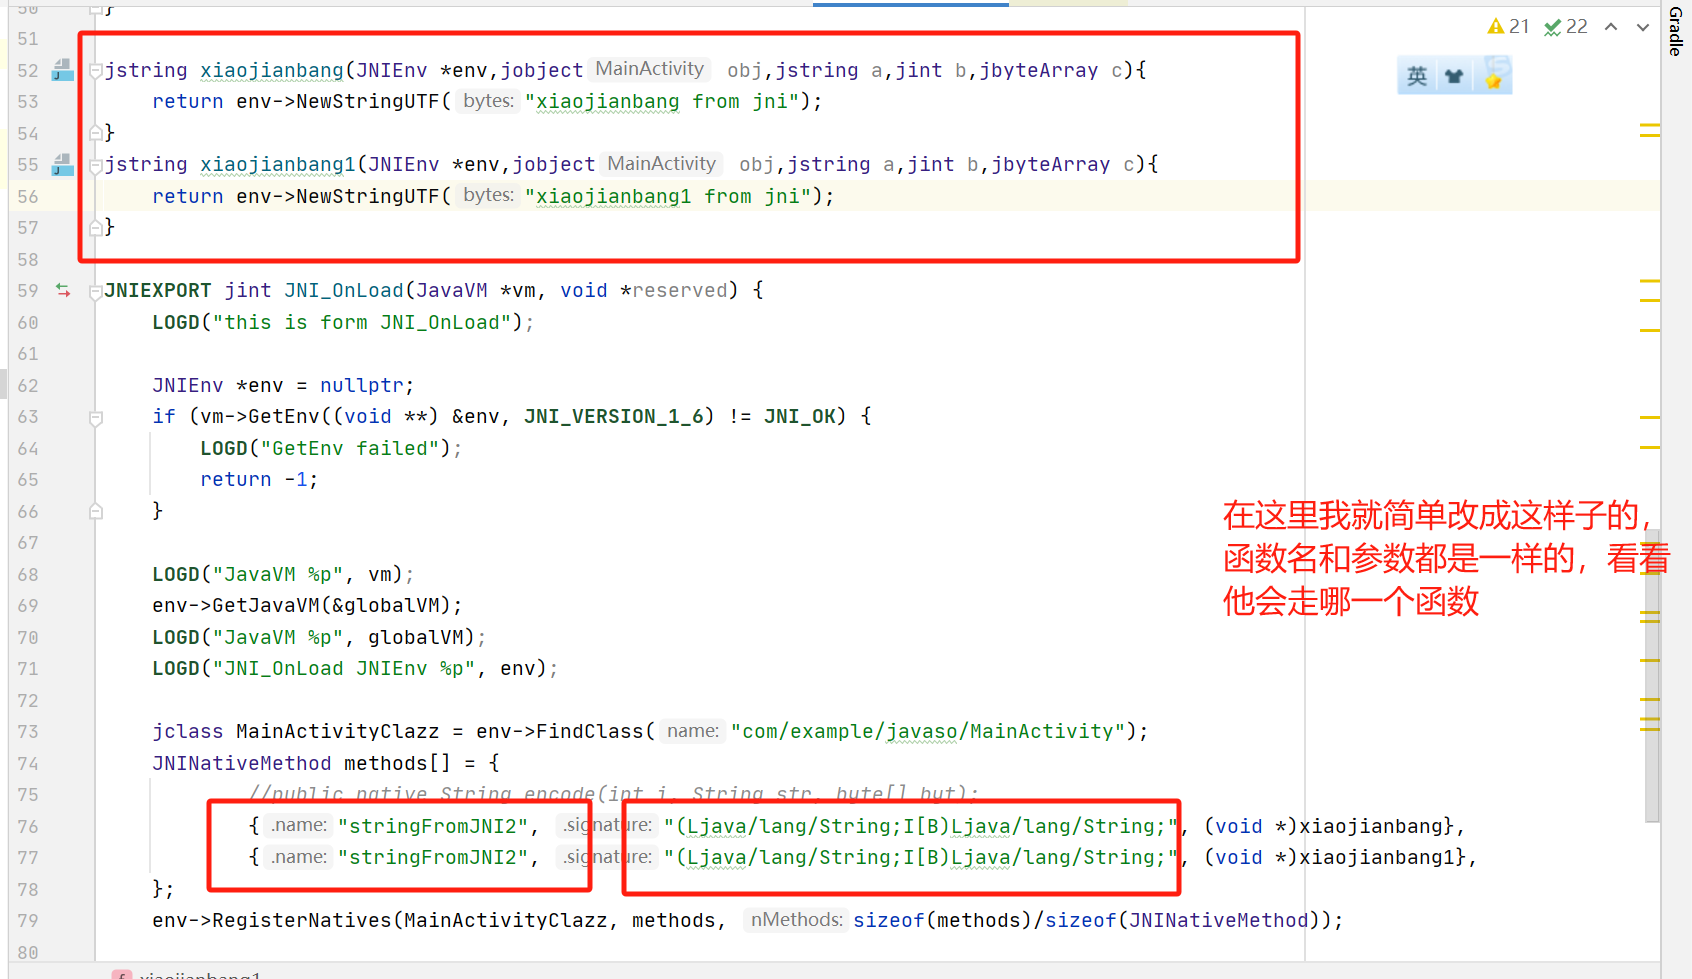 50 }
51
52 jstring xiaojianbang(JNIEnv *env,jobject MainActivity obj,jstring a,jint b,jbyteArray c){
53 return env->NewStringUTF( bytes: "xiaojianbang from jni");
54 }
55 jstring xiaojianbang1(JNIEnv *env,jobject MainActivity obj,jstring a,jint b,jbyteArray c){
56 return env->NewStringUTF( bytes: "xiaojianbang1 from jni");
57 }
58
59 JNIEXPORT jint JNI_OnLoad(JavaVM *vm, void *reserved) {
60 LOGD("this is form JNI_OnLoad");
61
62 JNIEnv *env = nullptr;
63 if (vm->GetEnv((void **) &env, JNI_VERSION_1_6) != JNI_OK) {
64 LOGD("GetEnv failed");
65 return -1;
66 }
67
68 LOGD("JavaVM %p", vm);
69 env->GetJavaVM(&globalVM);
70 LOGD("JavaVM %p", globalVM);
71 LOGD("JNI_OnLoad JNIEnv %p", env);
72
73 jclass MainActivityClazz = env->FindClass( name: "com/example/javaso/MainActivity");
74 JNINativeMethod methods[] = {
75 //public native String encode(int i, String str, byte[] byt);
76 { .name: "stringFromJNI2", .signature: "(Ljava/lang/String;I[B)Ljava/lang/String;", (void *)xiaojianbang},
77 { .name: "stringFromJNI2", .signature: "(Ljava/lang/String;I[B)Ljava/lang/String;", (void *)xiaojianbang1},
78 };
79 env->RegisterNatives(MainActivityClazz, methods, nMethods: sizeof(methods)/sizeof(JNINativeMethod));
80
f xiaojianbang1
21 22
Gradle
英
在这里我就简单改成这样子的，
函数名和参数都是一样的，看看
他会走哪一个函数